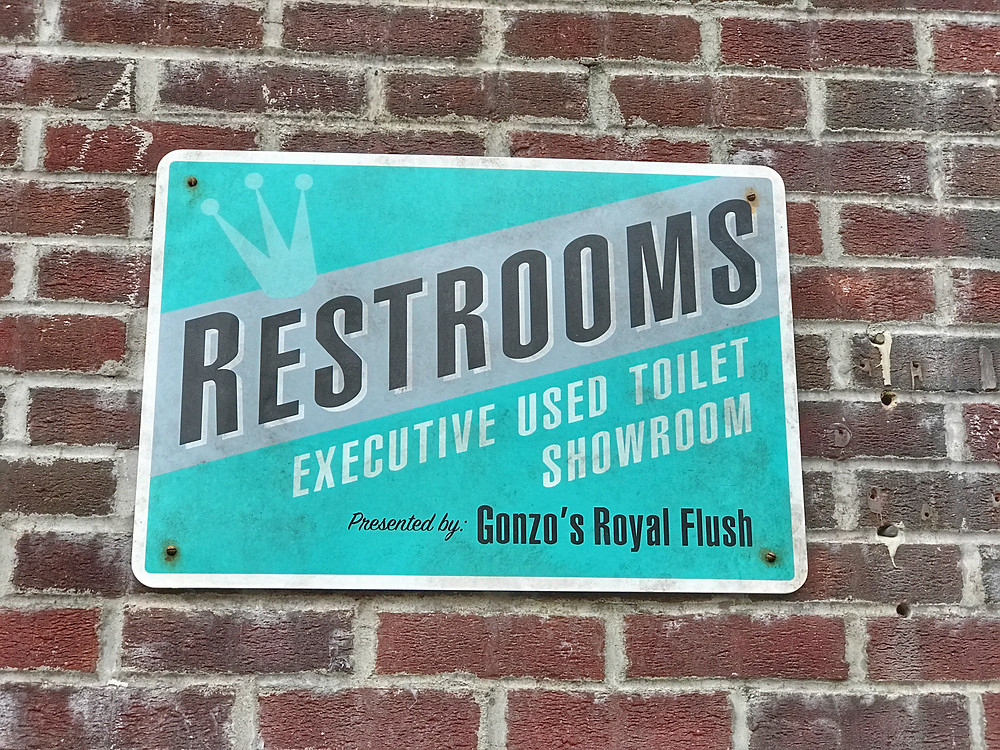 RESTROOMS
EXECUTIVE USED TOILET
SHOWROOM
Presented by: Gonzo's Royal Flush